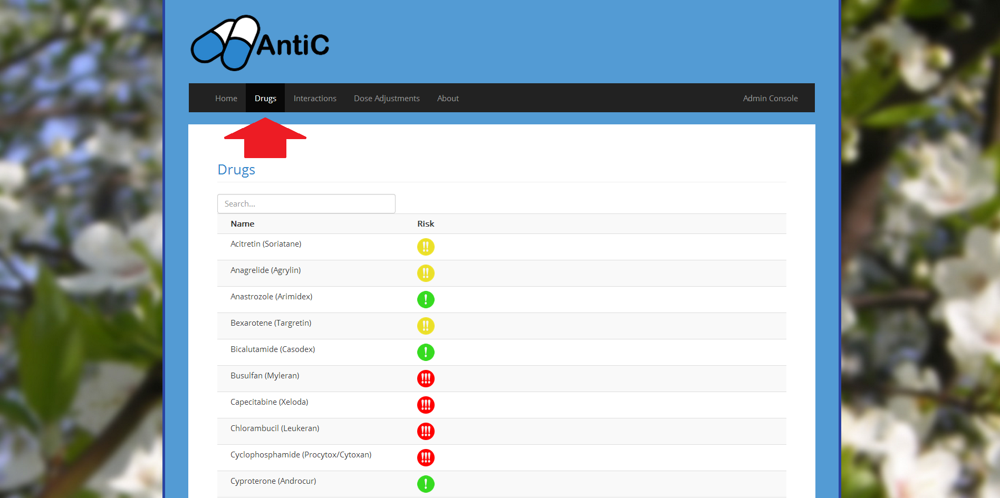 AntiC
Home Drugs Interactions Dose Adjustments About Admin Console
Drugs
Search...
Name Risk
Acitretin (Soriatane) !!
Anagrelide (Agrylin) !!
Anastrozole (Arimidex) !
Bexarotene (Targretin) !!
Bicalutamide (Casodex) !
Busulfan (Myleran) !!!
Capecitabine (Xeloda) !!!
Chlorambucil (Leukeran) !!!
Cyclophosphamide (Procytox/Cytoxan) !!!
Cyproterone (Androcur) !